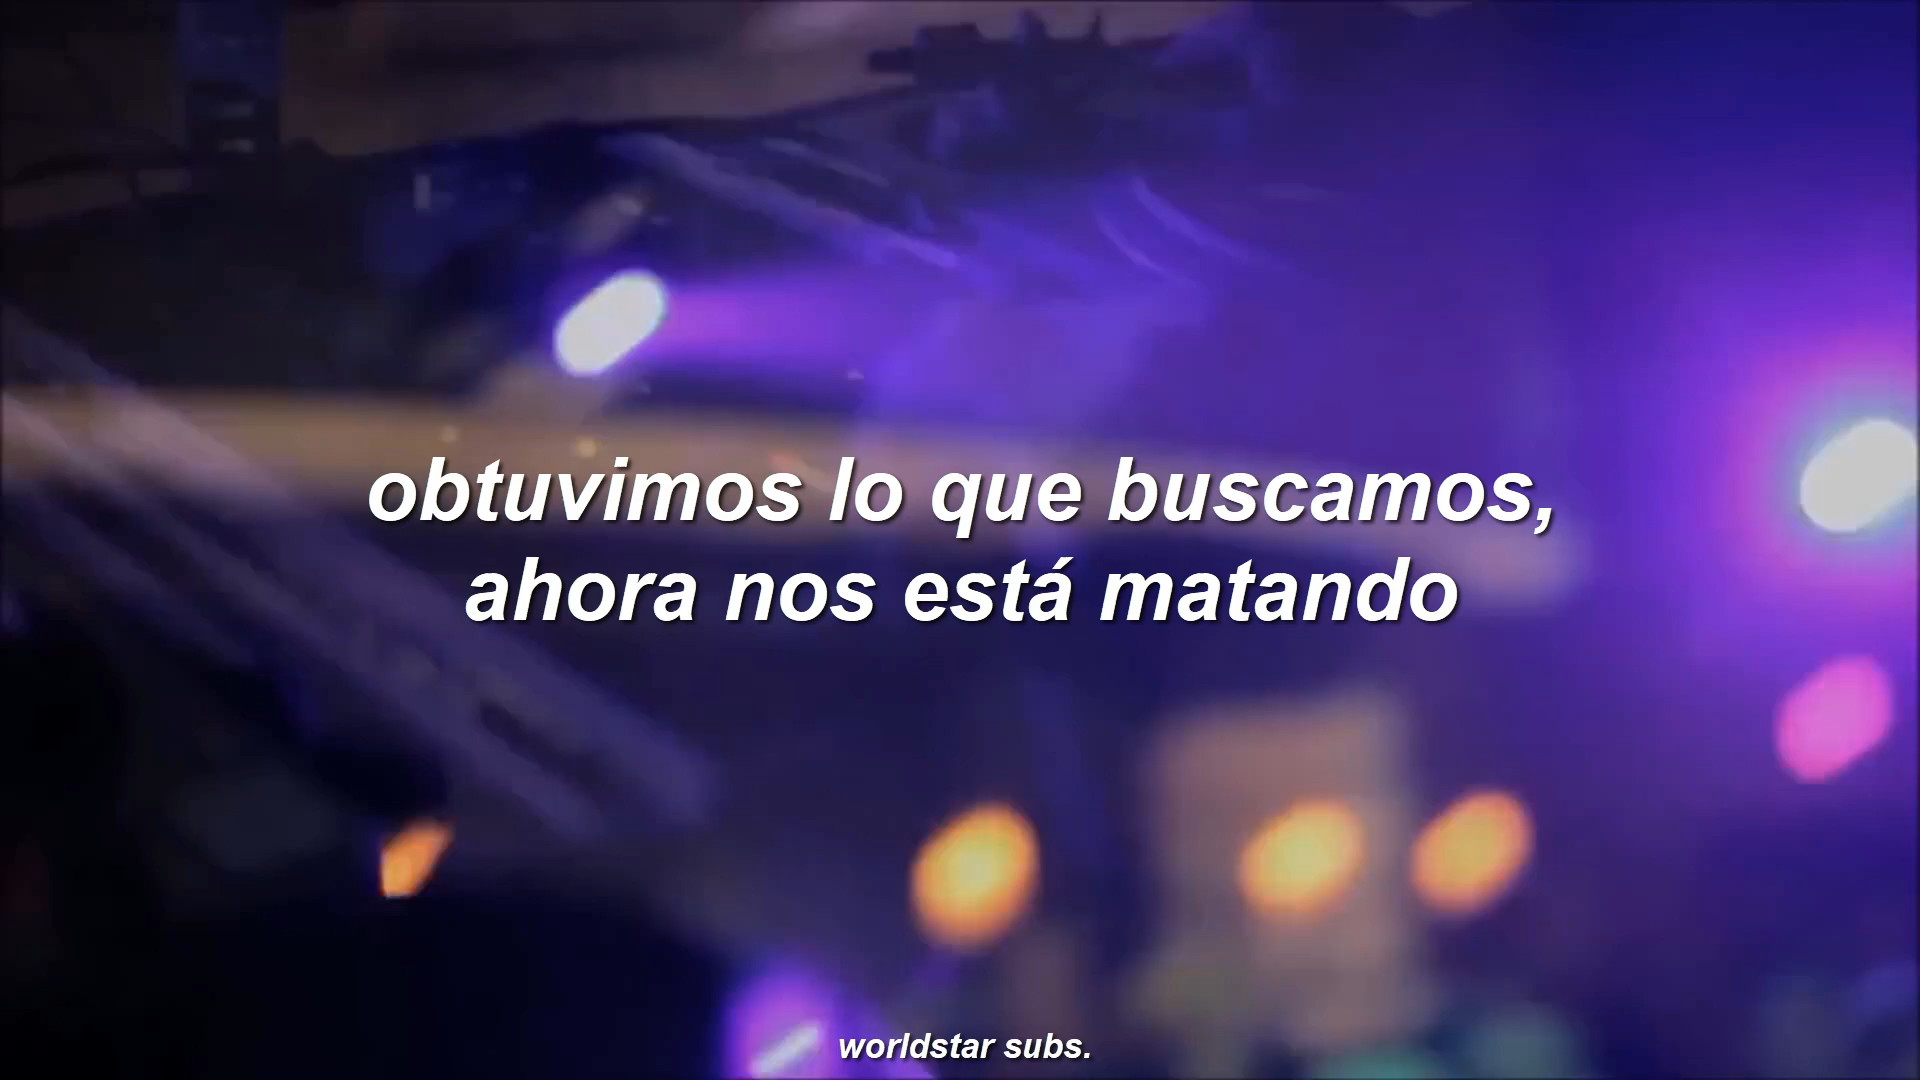 obtuvimos lo que buscamos,
ahora nos está matando
worldstar subs.